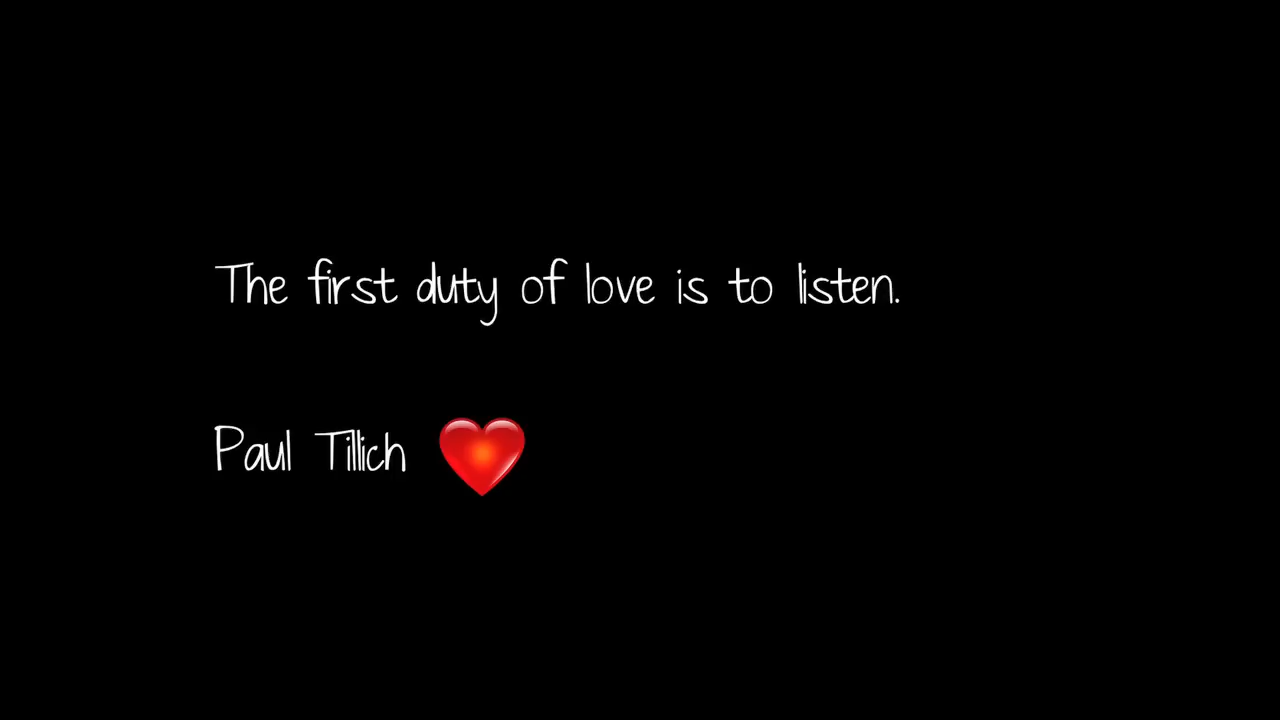 The first duty of love is to listen.
Paul Tillich